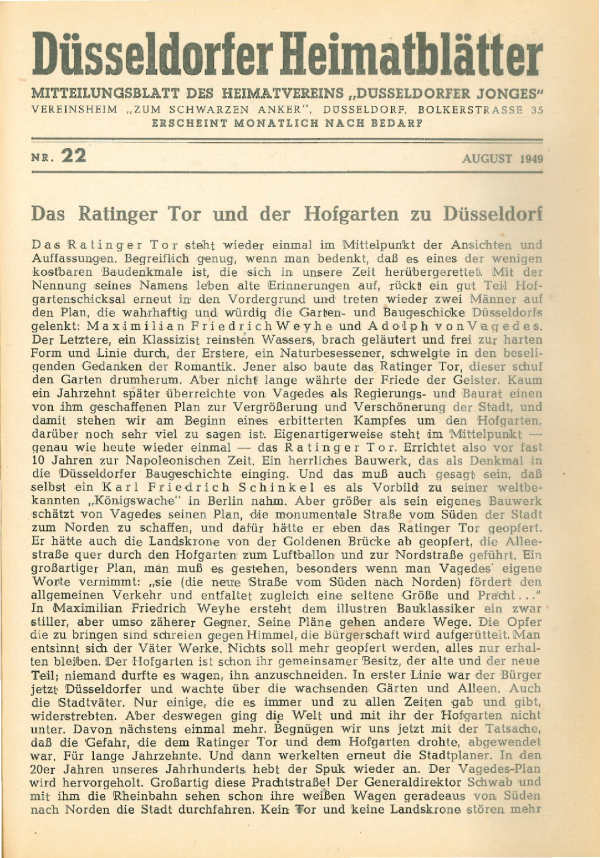 Düsseldorfer Heimatblätter
MITTEILUNGSBLATT DES HEIMATVEREINS „DÜSSELDORFER JONGES"
VEREINSHEIM „ZUM SCHWARZEN ANKER", DÜSSELDORF, BOLKERSTRASSE 35
ERSCHEINT MONATLICH NACH BEDARF
NR. 22 AUGUST 1949
Das Ratinger Tor und der Hofgarten zu Düsseldorf
Das Ratinger Tor steht wieder einmal im Mittelpunkt der Ansichten und
Auffassungen. Begreiflich genug, wenn man bedenkt, daß es eines der wenigen
kostbaren Baudenkmale ist, die sich in unsere Zeit herübergerettet. Mit der
Nennung seines Namens leben alte Erinnerungen auf, rückt ein gut Teil Hof-
gartenschicksal erneut in den Vordergrund und treten wieder zwei Männer auf
den Plan, die wahrhaftig und würdig die Garten- und Baugeschicke Düsseldorfs
gelenkt: Maximilian Friedrich Weyhe und Adolph von Vagedes.
Der Letztere, ein Klassizist reinsten Wassers, brach geläutert und frei zur harten
Form und Linie durch, der Erstere, ein Naturbesessener, schwelgte in den beseli-
genden Gedanken der Romantik. Jener also baute das Ratinger Tor, dieser schuf
den Garten drumherum. Aber nicht lange währte der Friede der Geister. Kaum
ein Jahrzehnt später überreichte von Vagedes als Regierungs- und Baurat einen
von ihm geschaffenen Plan zur Vergrößerung und Verschönerung der Stadt, und
damit stehen wir am Beginn eines erbitterten Kampfes um den Hofgarten,
darüber noch sehr viel zu sagen ist. Eigenartigerweise steht im Mittelpunkt —
genau wie heute wieder einmal — das Ratinger Tor. Errichtet also vor fast
10 Jahren zur Napoleonischen Zeit. Ein herrliches Bauwerk, das als Denkmal in
die Düsseldorfer Baugeschichte einging. Und das muß auch gesagt sein, daß
selbst ein Karl Friedrich Schinkel es als Vorbild zu seiner weltbe-
kannten „Königswache" in Berlin nahm. Aber größer als sein eigenes Bauwerk
schätzt von Vagedes seinen Plan, die monumentale Straße vom Süden der Stadt
zum Norden zu schaffen, und dafür hätte er eben das Ratinger Tor geopfert.
Er hätte auch die Landskrone von der Goldenen Brücke ab geopfert, die Allee-
straße quer durch den Hofgarten zum Luftballon und zur Nordstraße geführt. Ein
großartiger Plan, man muß es gestehen, besonders wenn man Vagedes' eigene
Worte vernimmt: „sie (die neue Straße vom Süden nach Norden) fördert den
allgemeinen Verkehr und entfaltet zugleich eine seltene Größe und Pracht..."
In Maximilian Friedrich Weyhe ersteht dem illustren Bauklassiker ein zwar
stiller, aber umso zäherer Gegner. Seine Pläne gehen andere Wege. Die Opfer
die zu bringen sind schreien gegen Himmel, die Bürgerschaft wird aufgerüttelt. Man
entsinnt sich der Väter Werke. Nichts soll mehr geopfert werden, alles nur erhal-
ten bleiben. Der Hofgarten ist schon ihr gemeinsamer Besitz, der alte und der neue
Teil; niemand durfte es wagen, ihn anzuschneiden. In erster Linie war der Bürger
jetzt Düsseldorfer und wachte über die wachsenden Gärten und Alleen. Auch
die Stadtväter. Nur einige, die es immer und zu allen Zeiten gab und gibt,
widerstrebten. Aber deswegen ging die Welt und mit ihr der Hofgarten nicht
unter. Davon nächstens einmal mehr. Begnügen wir uns jetzt mit der Tatsache,
daß die Gefahr, die dem Ratinger Tor und dem Hofgarten drohte, abgewendet
war. Für lange Jahrzehnte. Und dann werkelten erneut die Stadtplaner. In den
20er Jahren unseres Jahrhunderts hebt der Spuk wieder an. Der Vagedes-Plan
wird hervorgeholt. Großartig diese Prachtstraße! Der Generaldirektor Schwab und
mit ihm die Rheinbahn sehen schon ihre weißen Wagen geradeaus von Süden
nach Norden die Stadt durchfahren. Kein Tor und keine Landskrone stören mehr